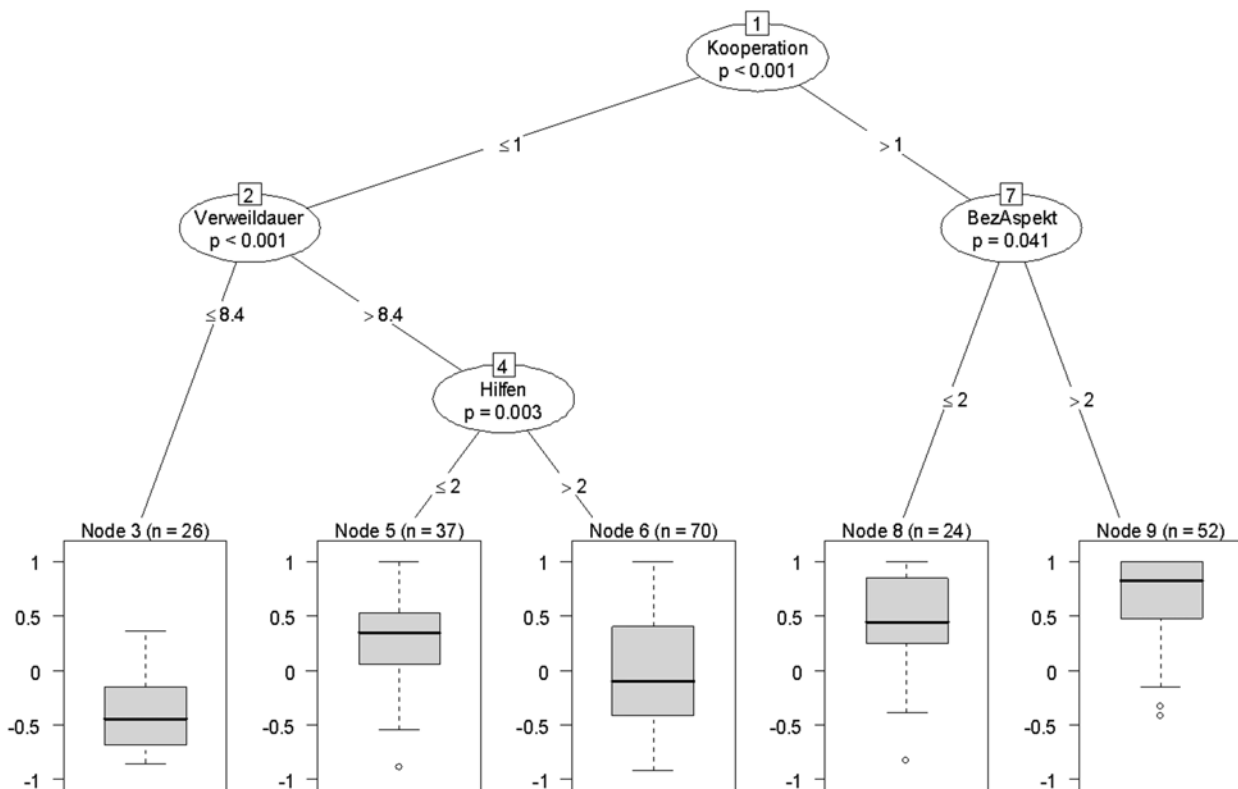 1
Kooperation
p < 0.001
≤ 1
> 1
2
Verweildauer
p < 0.001
7
BezAspekt
p = 0.041
≤ 8.4
> 8.4
4
Hilfen
p = 0.003
≤ 2
> 2
≤ 2
> 2
Node 3 (n = 26)
1
0.5
0
-0.5
-1
Node 5 (n = 37)
1
0.5
0
-0.5
-1
Node 6 (n = 70)
1
0.5
0
-0.5
-1
Node 8 (n = 24)
1
0.5
0
-0.5
-1
Node 9 (n = 52)
1
0.5
0
-0.5
-1